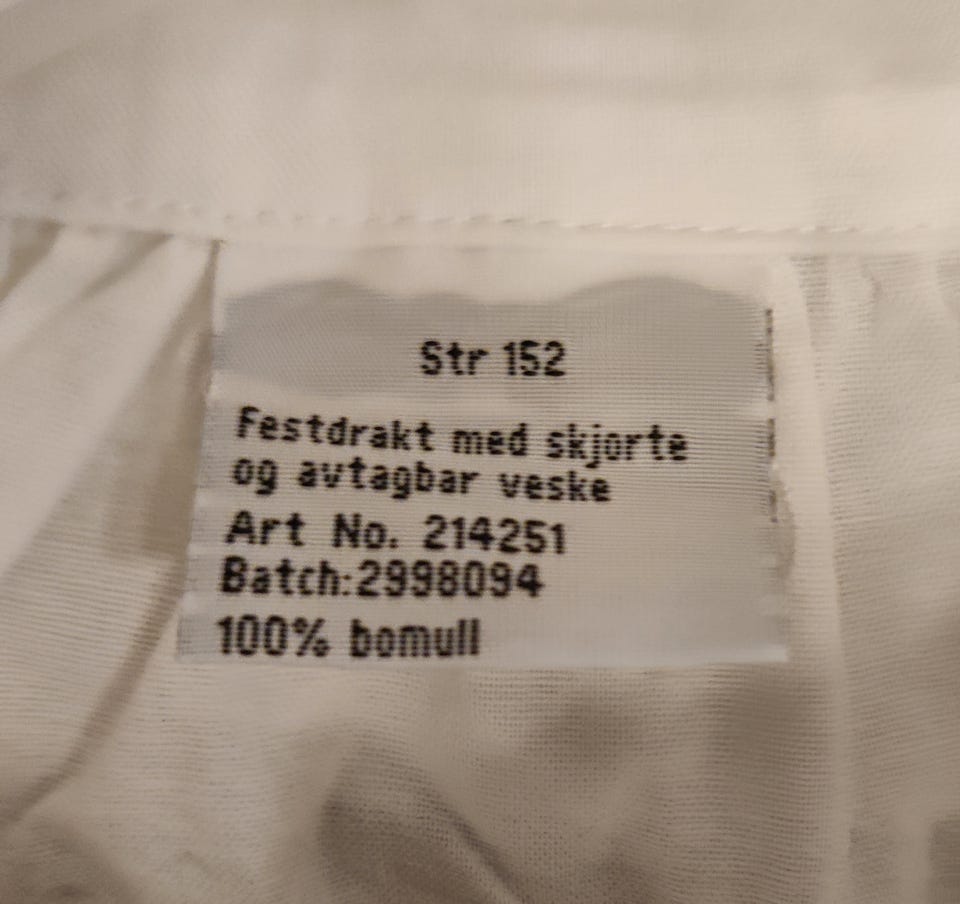 Str 152
Festdrakt med skjorte
og avtagbar veske
Art No. 214251
Batch:2998094
100% bomull